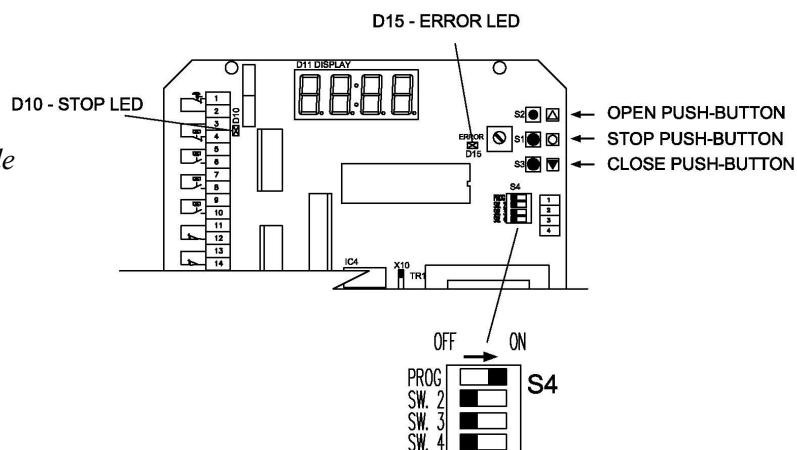 D15 - ERROR LED
D11 DISPLAY
D10 - STOP LED
D10
1
2
3
4
5
6
7
8
9
10
11
12
13
14
de
S2
OPEN PUSH-BUTTON
ERROR
S1
STOP PUSH-BUTTON
D15
S3
CLOSE PUSH-BUTTON
S4
1
2
3
4
IC4
X10
TR1
OFF
ON
PROG
S4
SW. 2
SW. 3
SW. 4